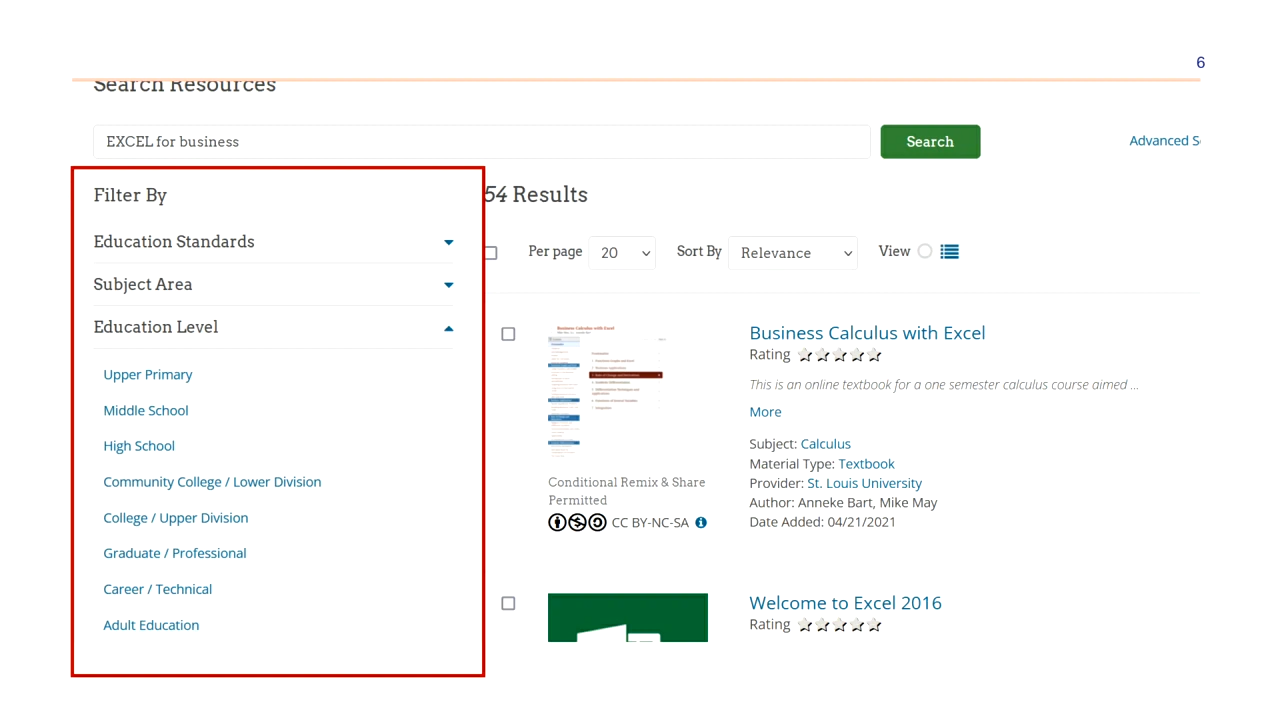 6
Search Resources
EXCEL for business
Search
Advanced S
Filter By
Education Standards
Subject Area
Education Level
Upper Primary
Middle School
High School
Community College / Lower Division
College / Upper Division
Graduate / Professional
Career / Technical
Adult Education
54 Results
Per page 20 Sort By Relevance View
Business Calculus with Excel
Conditional Remix & Share
Permitted
CC BY-NC-SA
Business Calculus with Excel
Rating
This is an online textbook for a one semester calculus course aimed ...
More
Subject: Calculus
Material Type: Textbook
Provider: St. Louis University
Author: Anneke Bart, Mike May
Date Added: 04/21/2021
Welcome to Excel 2016
Rating